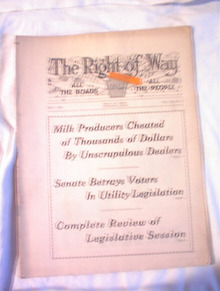 The Right of Way
ALL ALL
THE ROADS THE PEOPLE
Milk Producers Cheated
of Thousands of Dollars
By Unscrupulous Dealers
Senate Betrays Voters
In Utility Legislation
Complete Review of
Legislative Session